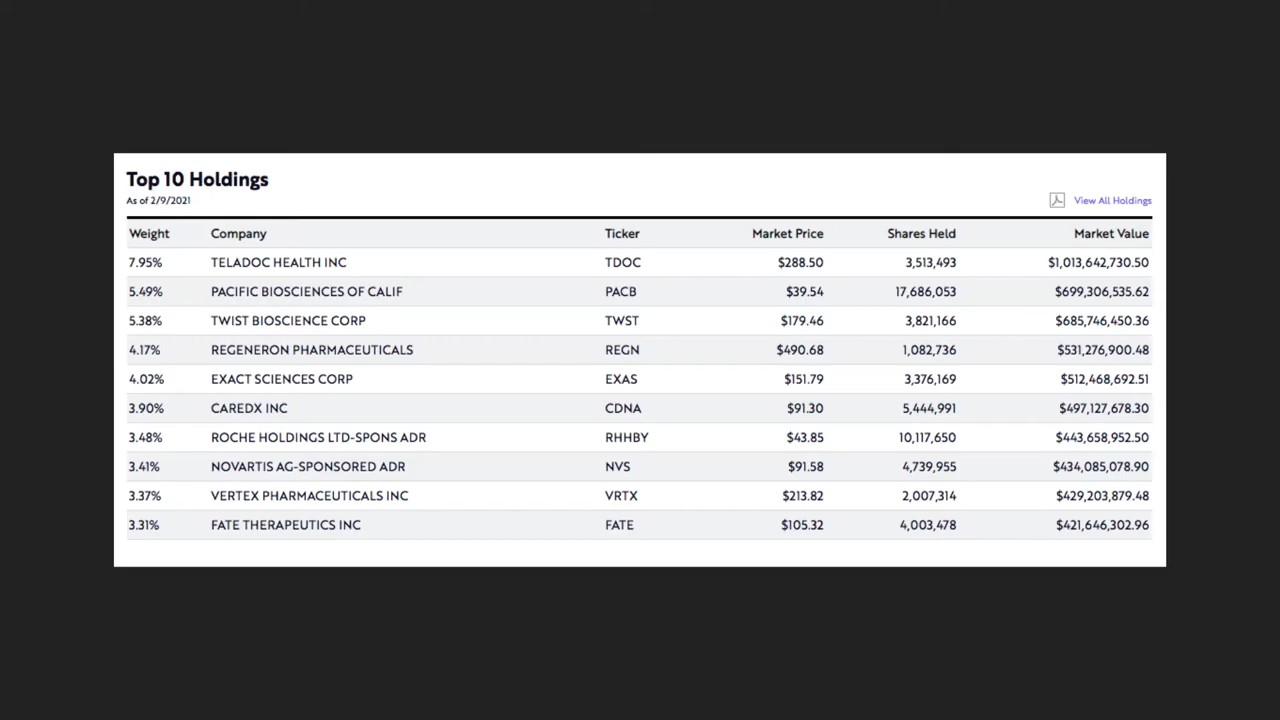 Top 10 Holdings
As of 2/9/2021
View All Holdings
Weight Company Ticker Market Price Shares Held Market Value
7.95% TELADOC HEALTH INC TDOC $288.50 3,513,493 $1,013,642,730.50
5.49% PACIFIC BIOSCIENCES OF CALIF PACB $39.54 17,686,053 $699,306,535.62
5.38% TWIST BIOSCIENCE CORP TWST $179.46 3,821,166 $685,746,450.36
4.17% REGENERON PHARMACEUTICALS REGN $490.68 1,082,736 $531,276,900.48
4.02% EXACT SCIENCES CORP EXAS $151.79 3,376,169 $512,468,692.51
3.90% CAREDX INC CDNA $91.30 5,444,991 $497,127,678.30
3.48% ROCHE HOLDINGS LTD-SPONS ADR RHHBY $43.85 10,117,650 $443,658,952.50
3.41% NOVARTIS AG-SPONSORED ADR NVS $91.58 4,739,955 $434,085,078.90
3.37% VERTEX PHARMACEUTICALS INC VRTX $213.82 2,007,314 $429,203,879.48
3.31% FATE THERAPEUTICS INC FATE $105.32 4,003,478 $421,646,302.96